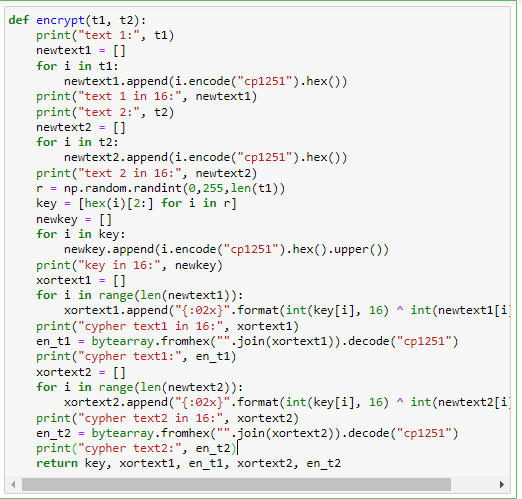 def encrypt(t1, t2):
    print("text 1:", t1)
    newtext1 = []
    for i in t1:
        newtext1.append(i.encode("cp1251").hex())
    print("text 1 in 16:", newtext1)
    print("text 2:", t2)
    newtext2 = []
    for i in t2:
        newtext2.append(i.encode("cp1251").hex())
    print("text 2 in 16:", newtext2)
    r = np.random.randint(0,255,len(t1))
    key = [hex(i)[2:] for i in r]
    newkey = []
    for i in key:
        newkey.append(i.encode("cp1251").hex().upper())
    print("key in 16:", newkey)
    xortext1 = []
    for i in range(len(newtext1)):
        xortext1.append("{:02x}".format(int(key[i], 16) ^ int(newtext1[i]
    print("cypher text1 in 16:", xortext1)
    en_t1 = bytearray.fromhex("".join(xortext1)).decode("cp1251")
    print("cypher text1:", en_t1)
    xortext2 = []
    for i in range(len(newtext2)):
        xortext2.append("{:02x}".format(int(key[i], 16) ^ int(newtext2[i
    print("cypher text2 in 16:", xortext2)
    en_t2 = bytearray.fromhex("".join(xortext2)).decode("cp1251")
    print("cypher text2:", en_t2)
    return key, xortext1, en_t1, xortext2, en_t2